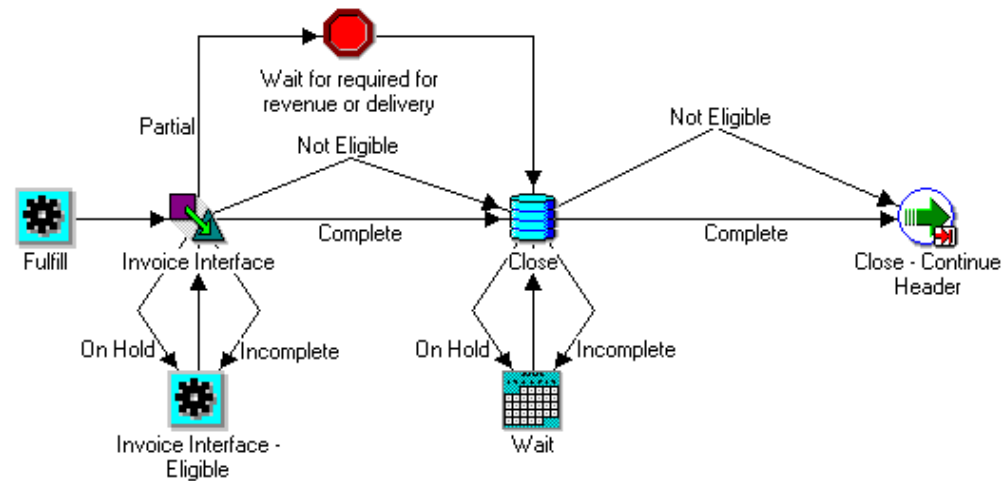 Wait for required for
revenue or delivery
Partial
Not Eligible
Not Eligible
Fulfill
Invoice Interface
Complete
Close
Complete
Close - Continue
Header
On Hold
Incomplete
On Hold
Incomplete
Invoice Interface -
Eligible
Wait